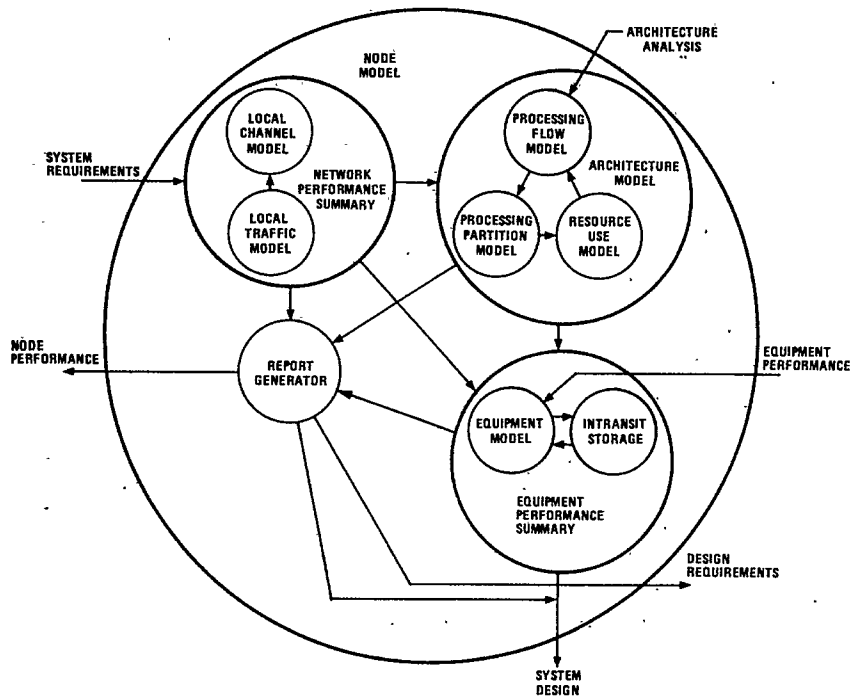 ARCHITECTURE
ANALYSIS
NODE
MODEL
LOCAL
CHANNEL
MODEL
PROCESSING
FLOW
MODEL
SYSTEM
REQUIREMENTS
NETWORK
PERFORMANCE
SUMMARY
ARCHITECTURE
MODEL
LOCAL
TRAFFIC
MODEL
PROCESSING
PARTITION
MODEL
RESOURCE
USE MODEL
NODE
PERFORMANCE
REPORT
GENERATOR
EQUIPMENT
PERFORMANCE
EQUIPMENT
MODEL
INTRANSIT
STORAGE
EQUIPMENT
PERFORMANCE
SUMMARY
DESIGN
REQUIREMENTS
SYSTEM
DESIGN